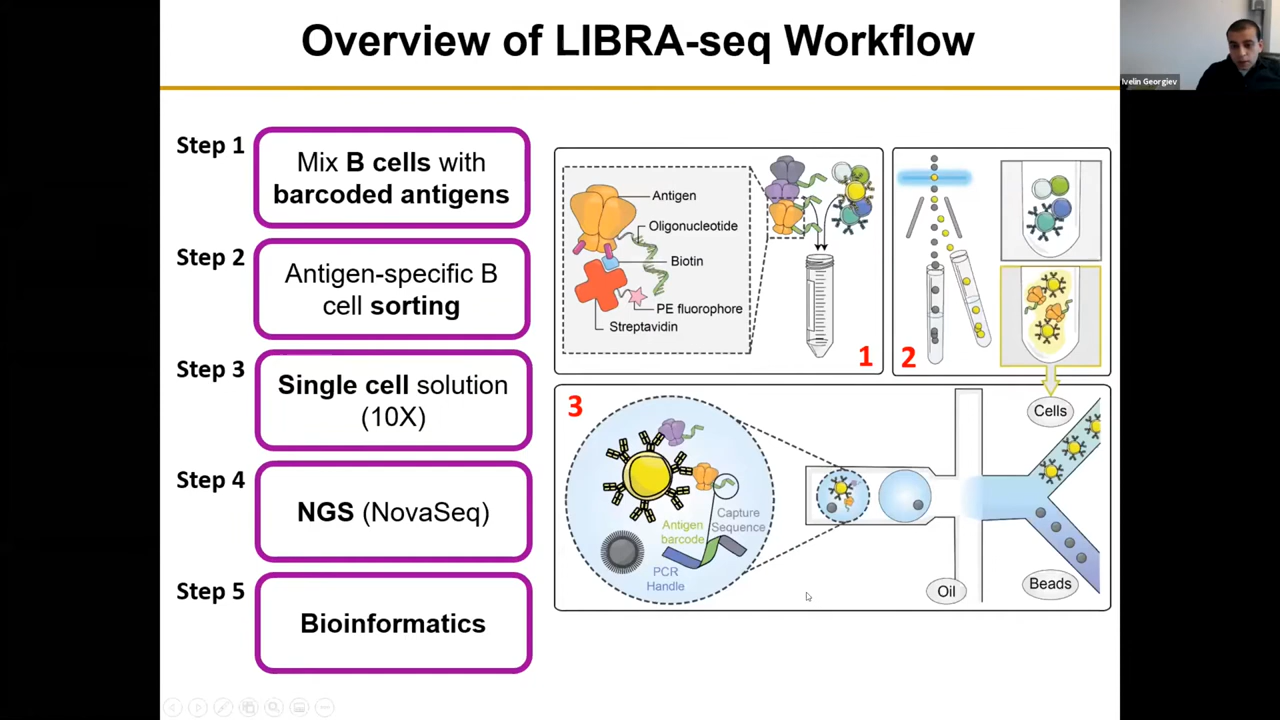 Overview of LIBRA-seq Workflow
Ivelin Georgiev
Step 1
Mix B cells with
barcoded antigens
Step 2
Antigen-specific B
cell sorting
Step 3
Single cell solution
(10X)
Step 4
NGS (NovaSeq)
Step 5
Bioinformatics
Antigen
Oligonucleotide
Biotin
PE fluorophore
Streptavidin
1
2
3
Cells
Capture
Sequence
Antigen
barcode
PCR
Handle
Oil
Beads